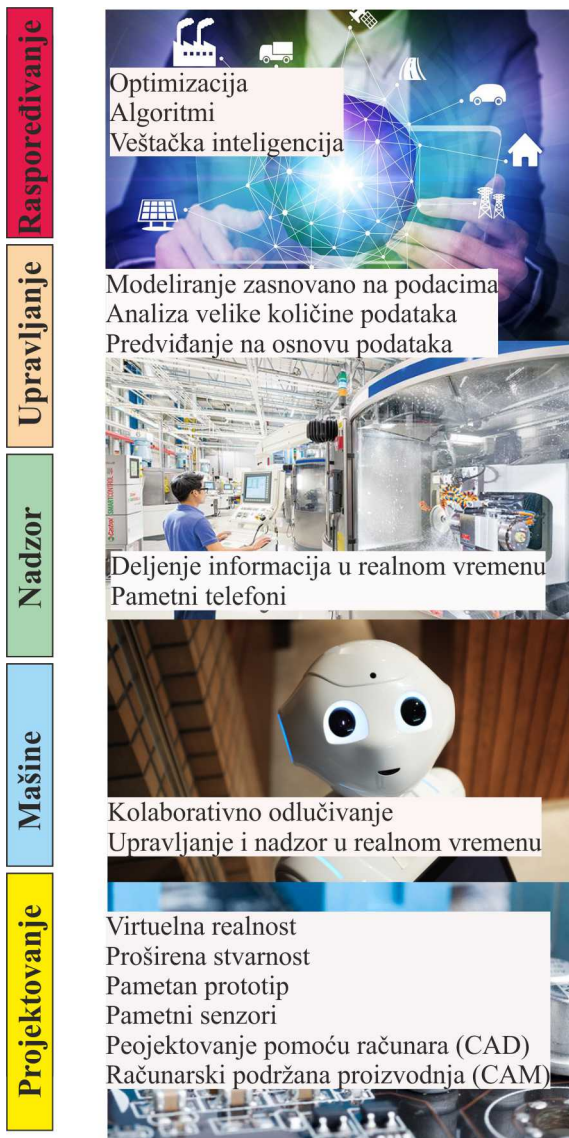 Raspoređivanje
Optimizacija
Algoritmi
Veštačka inteligencija
Upravljanje
Modeliranje zasnovano na podacima
Analiza velike količine podataka
Predviđanje na osnovu podataka
Nadzor
Deljenje informacija u realnom vremenu
Pametni telefoni
Mašine
Kolaborativno odlučivanje
Upravljanje i nadzor u realnom vremenu
Projektovanje
Virtuelna realnost
Proširena stvarnost
Pametan prototip
Pametni senzori
Peojektovanje pomoću računara (CAD)
Računarski podržana proizvodnja (CAM)